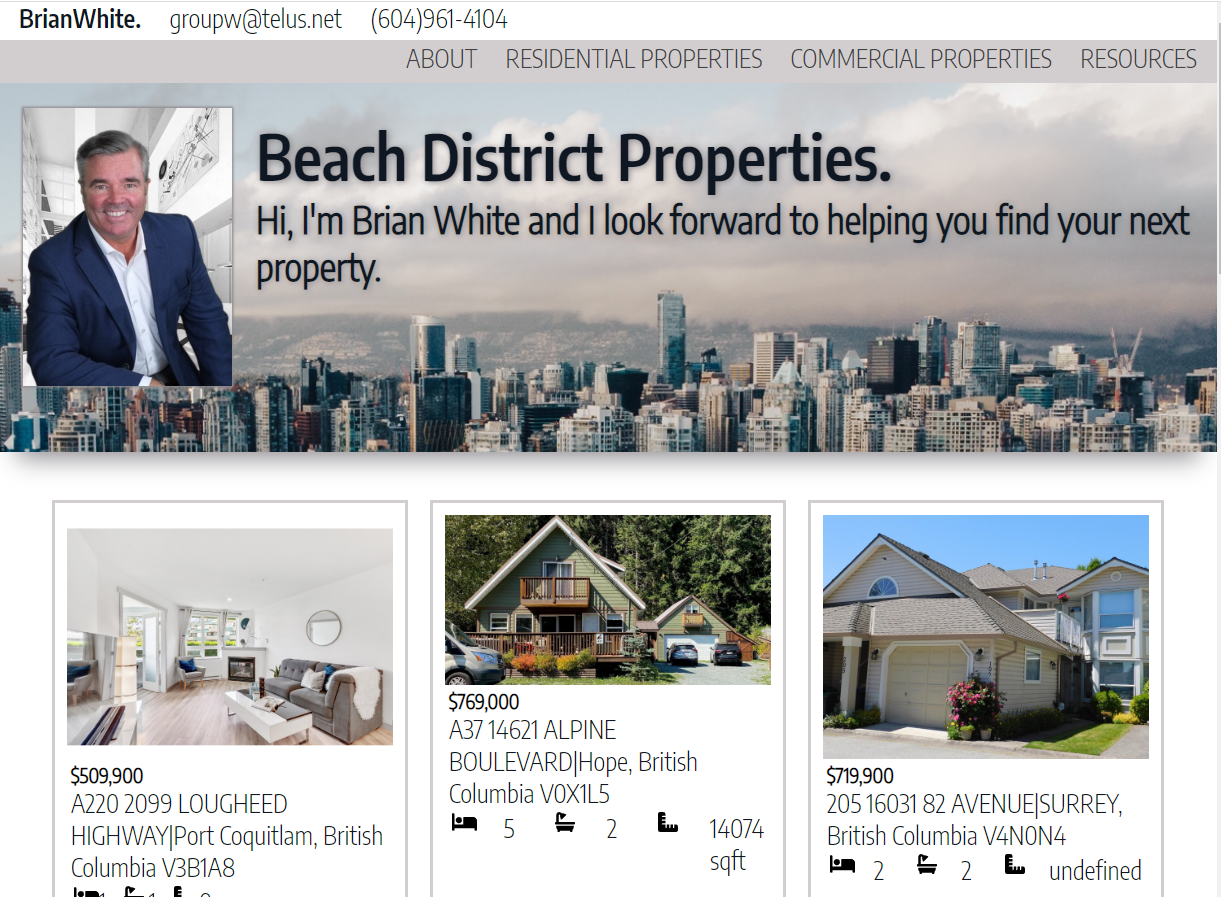 BrianWhite. groupw@telus.net (604)961-4104
ABOUT RESIDENTIAL PROPERTIES COMMERCIAL PROPERTIES RESOURCES
Beach District Properties.
Hi, I'm Brian White and I look forward to helping you find your next
property.
$509,900
A220 2099 LOUGHEED
HIGHWAY|Port Coquitlam, British
Columbia V3B1A8
$769,000
A37 14621 ALPINE
BOULEVARD|Hope, British
Columbia V0X1L5
5 2 14074
sqft
$719,900
205 16031 82 AVENUE|SURREY,
British Columbia V4N0N4
2 2 undefined